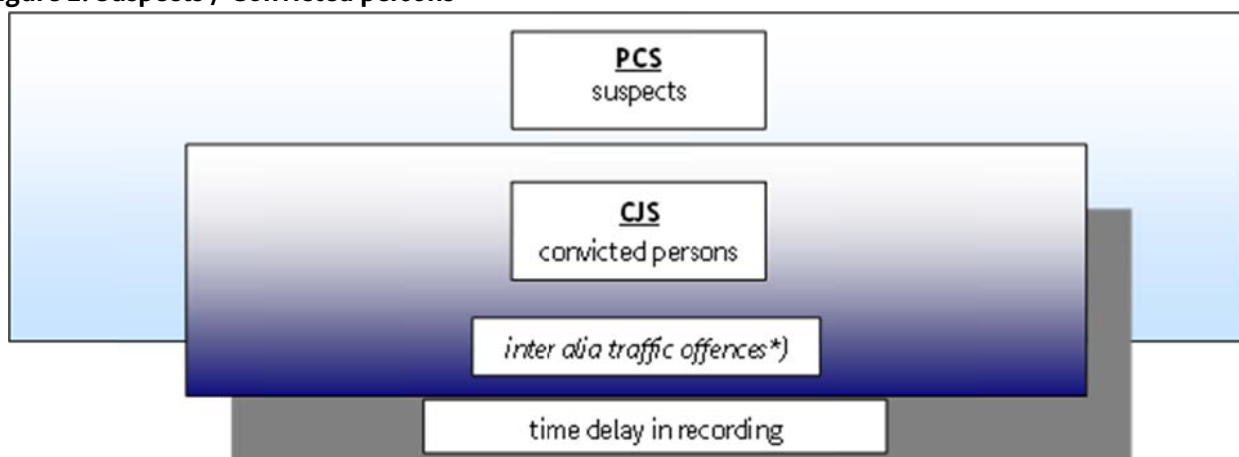 PCS
suspects
CJS
convicted persons
inter alia traffic offences*)
time delay in recording